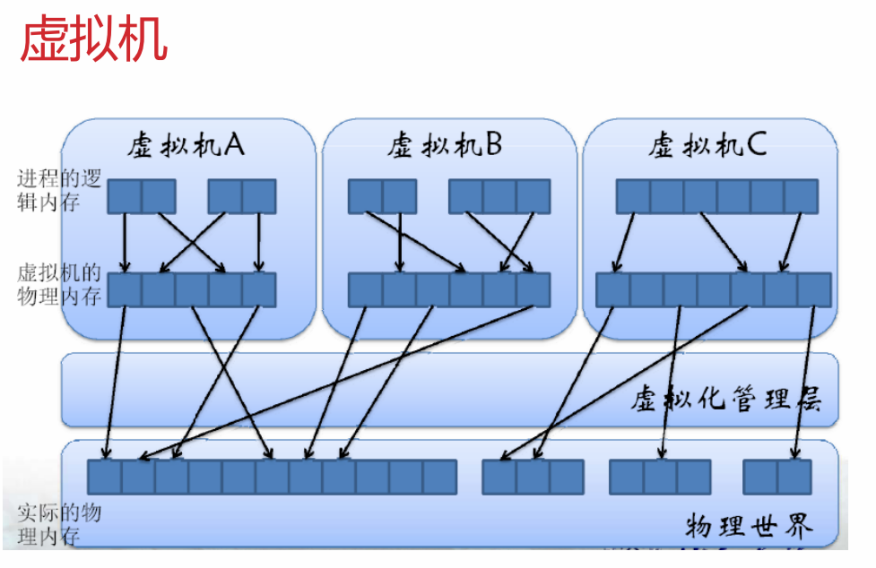 虚拟机
虚拟机A
虚拟机B
虚拟机C
进程的逻
辑内存
虚拟机的
物理内存
虚拟化管理层
实际的物
理内存
物理世界